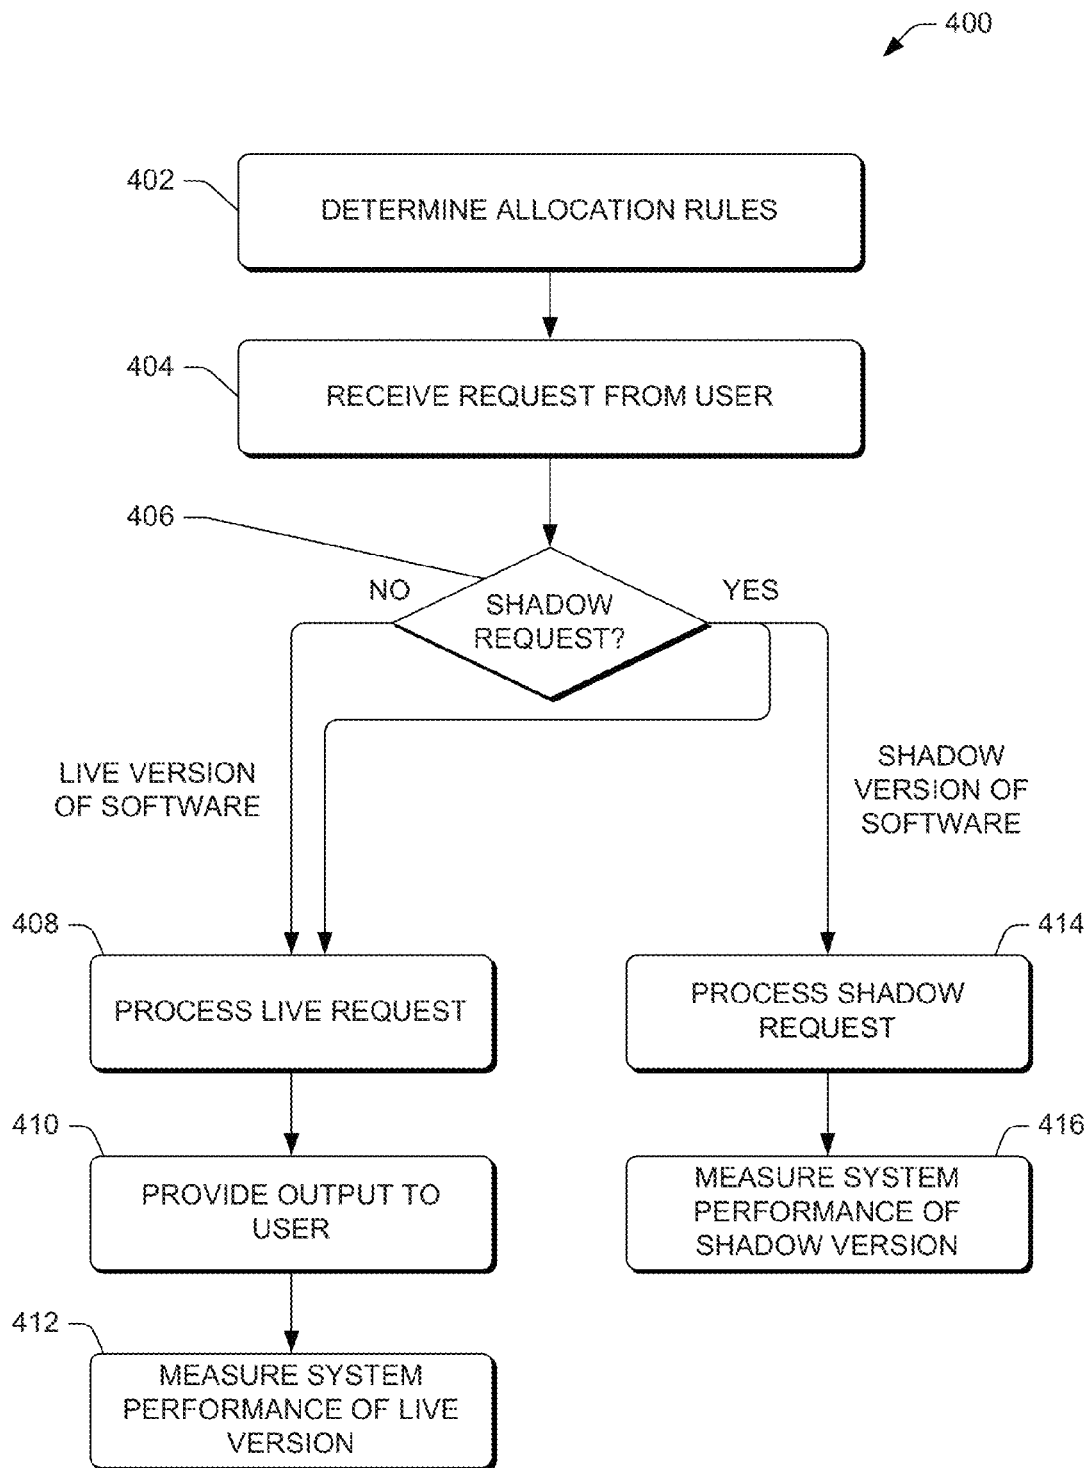 400
402
DETERMINE ALLOCATION RULES
404
RECEIVE REQUEST FROM USER
406
NO
YES
SHADOW
REQUEST?
LIVE VERSION
OF SOFTWARE
SHADOW
VERSION OF
SOFTWARE
408
PROCESS LIVE REQUEST
414
PROCESS SHADOW
REQUEST
410
PROVIDE OUTPUT TO
USER
416
MEASURE SYSTEM
PERFORMANCE OF
SHADOW VERSION
412
MEASURE SYSTEM
PERFORMANCE OF LIVE
VERSION